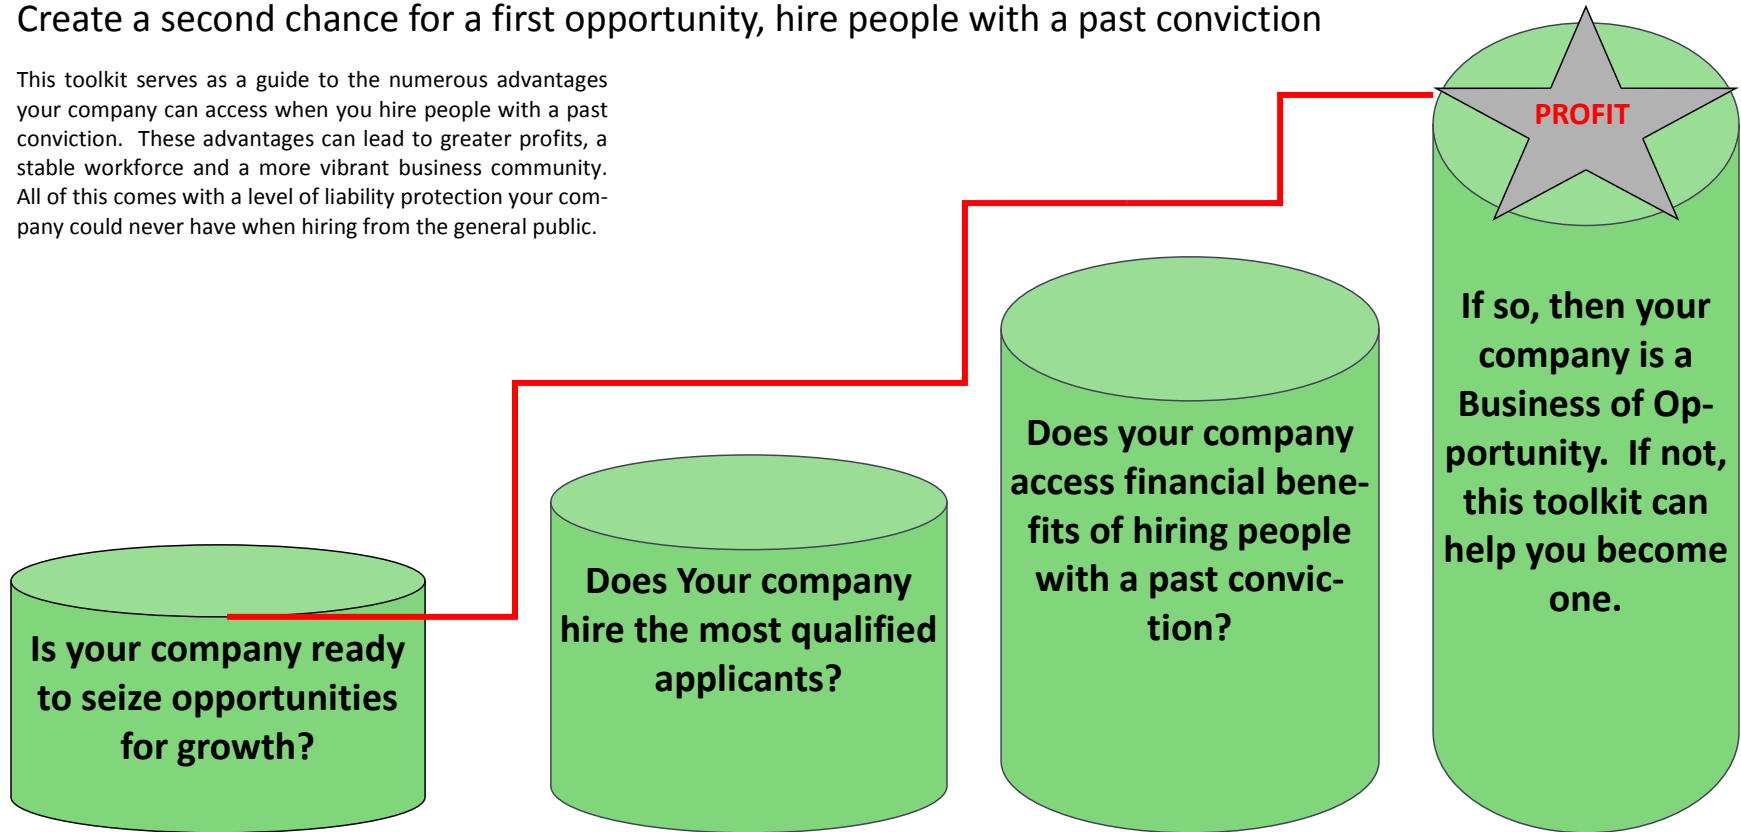 Create a second chance for a first opportunity, hire people with a past conviction
This toolkit serves as a guide to the numerous advantages
your company can access when you hire people with a past
conviction.  These advantages can lead to greater profits, a
stable workforce and a more vibrant business community.
All of this comes with a level of liability protection your com-
pany could never have when hiring from the general public.
Is your company ready
to seize opportunities
for growth?
Does Your company
hire the most qualified
applicants?
Does your company
access financial bene-
fits of hiring people
with a past convic-
tion?
PROFIT
If so, then your
company is a
Business of Op-
portunity.  If not,
this toolkit can
help you become
one.